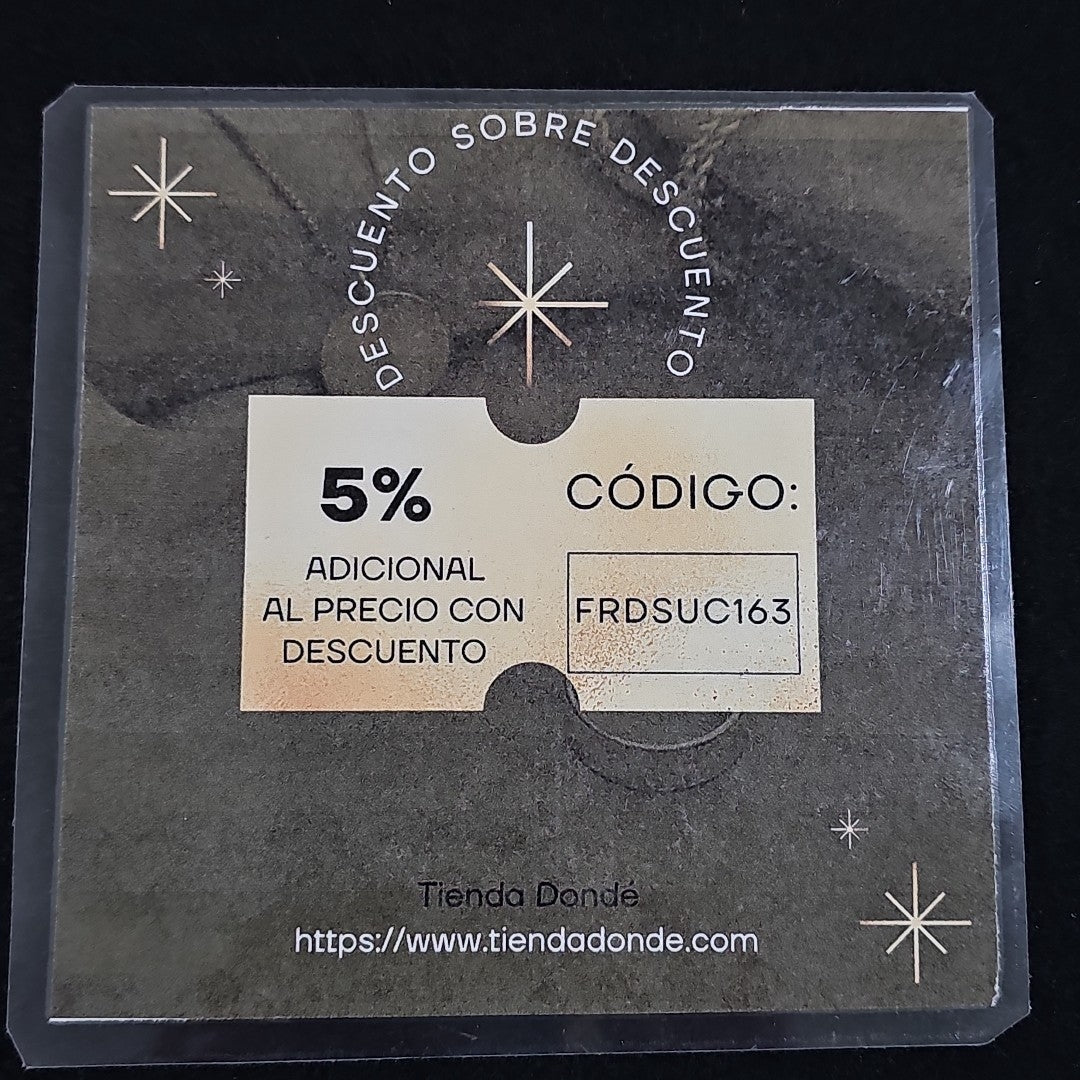 DESCUENTO SOBRE DESCUENTO
5%
ADICIONAL
AL PRECIO CON
DESCUENTO
CÓDIGO:
FRDSUC163
Tienda Dondé
https://www.tiendadonde.com